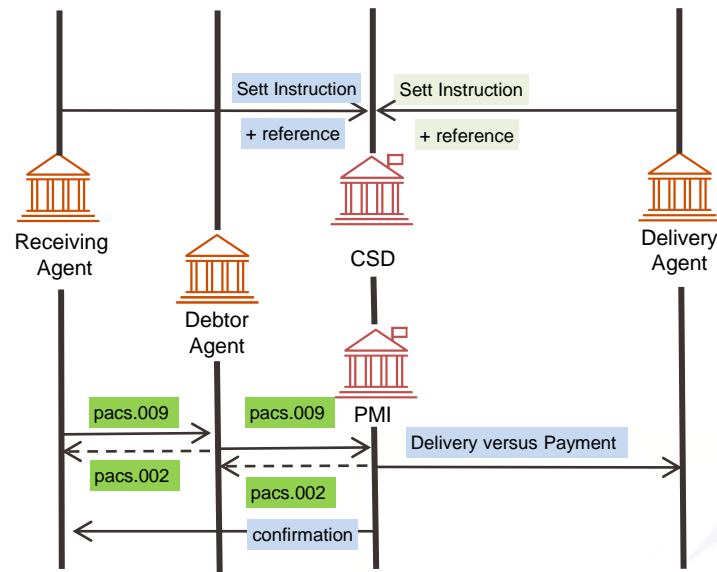 Sett Instruction
Sett Instruction
+ reference
+ reference
Receiving
Agent
CSD
Delivery
Agent
Debtor
Agent
PMI
pacs.009
pacs.009
Delivery versus Payment
pacs.002
pacs.002
confirmation